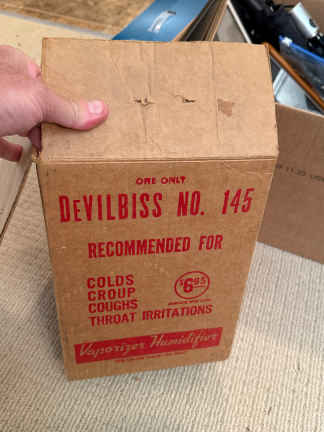 ONE ONLY
DEVILBISS NO. 145
RECOMMENDED FOR
COLDS
CROUP
COUGHS
THROAT IRRITATIONS
$6.95
Vaporizer Humidifier